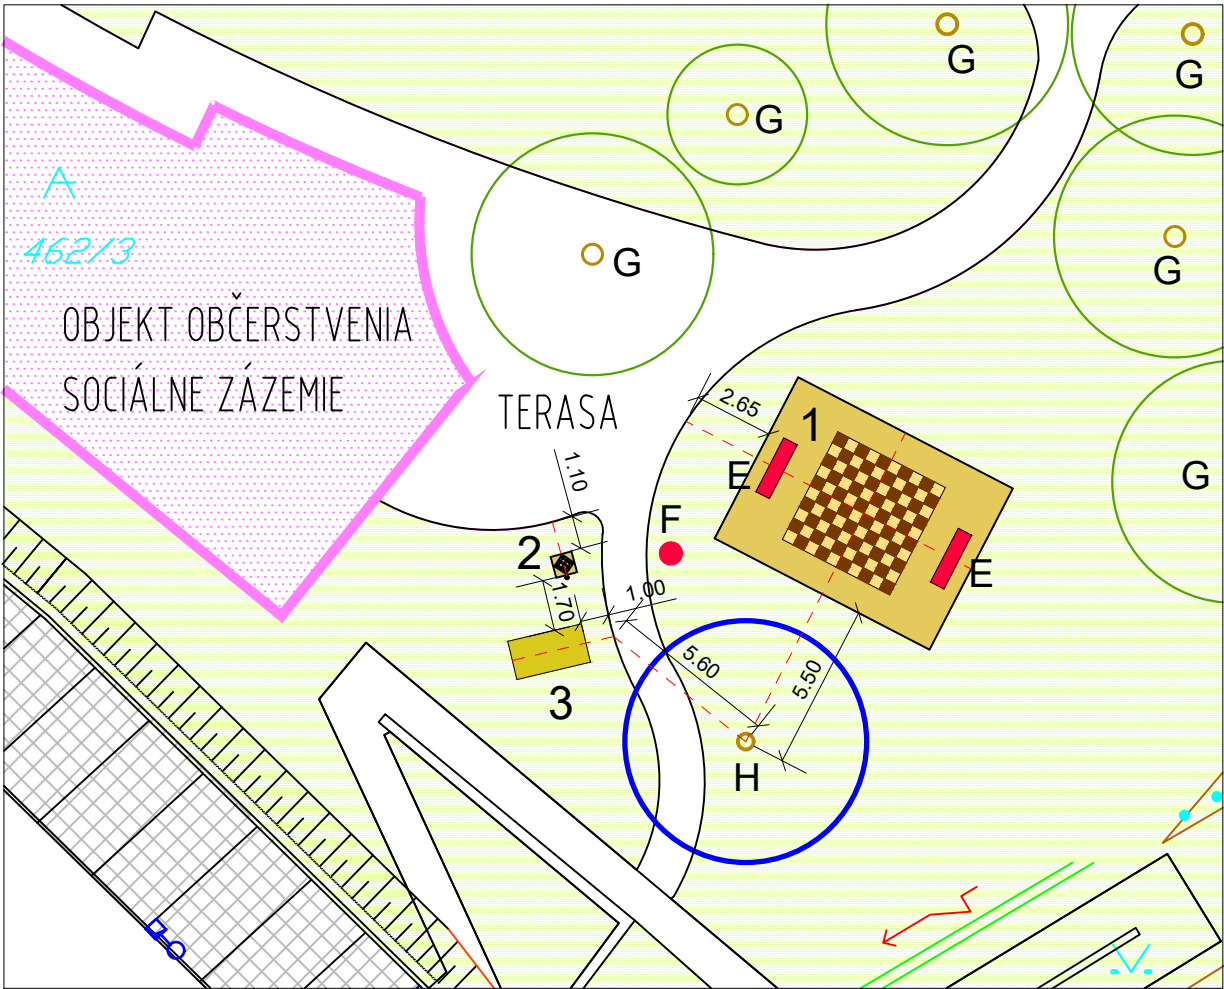 G
G
G
A
462/3
G
G
OBJEKT OBČERSTVENIA
SOCIÁLNE ZÁZEMIE
TERASA
2.65
1
E
G
1.10
F
2
E
1.70
1.00
5.60
5.50
3
H